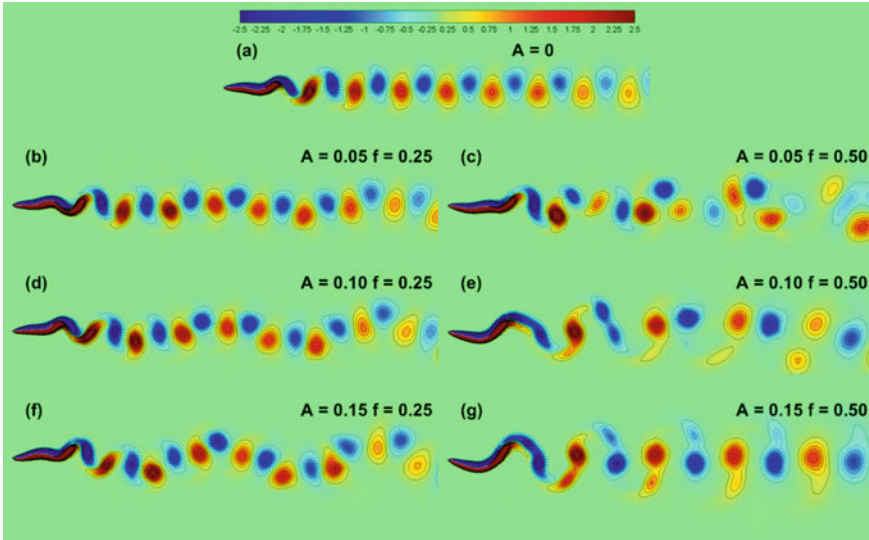 -2.5 -2.25 -2 -1.75 -1.5 -1.25 -1 -0.75 -0.5 -0.25 0.25 0.5 0.75 1 1.25 1.5 1.75 2 2.25 2.5
(a) A = 0
(b) A = 0.05 f = 0.25
(c) A = 0.05 f = 0.50
(d) A = 0.10 f = 0.25
(e) A = 0.10 f = 0.50
(f) A = 0.15 f = 0.25
(g) A = 0.15 f = 0.50